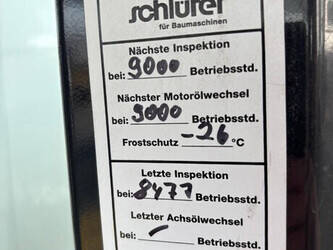 schlüter
für Baumaschinen
Nächste Inspektion
bei: 9000 Betriebsstd.
Nächster Motorölwechsel
bei: 9000 Betriebsstd.
Frostschutz -26 °C
Letzte Inspektion
bei: 8477 Betriebsstd.
Letzter Achsölwechsel
bei: – Betriebsstd.